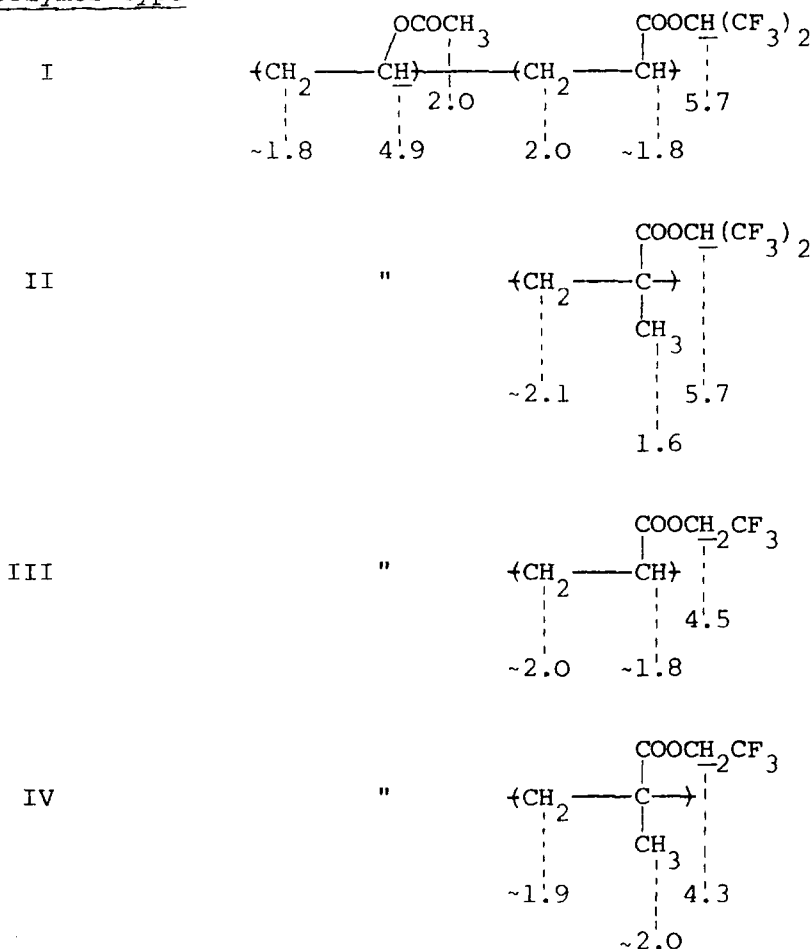 OCOCH3 COOCH(CF3)2
I (CH2 CH) (CH2 CH)
2.0 5.7
~1.8 4.9 2.0 ~1.8
COOCH(CF3)2
II " (CH2 C)
CH3
~2.1 5.7
1.6
COOCH2CF3
III " (CH2 CH)
4.5
~2.0 ~1.8
COOCH2CF3
IV " (CH2 C)
CH3
~1.9 4.3
~2.0